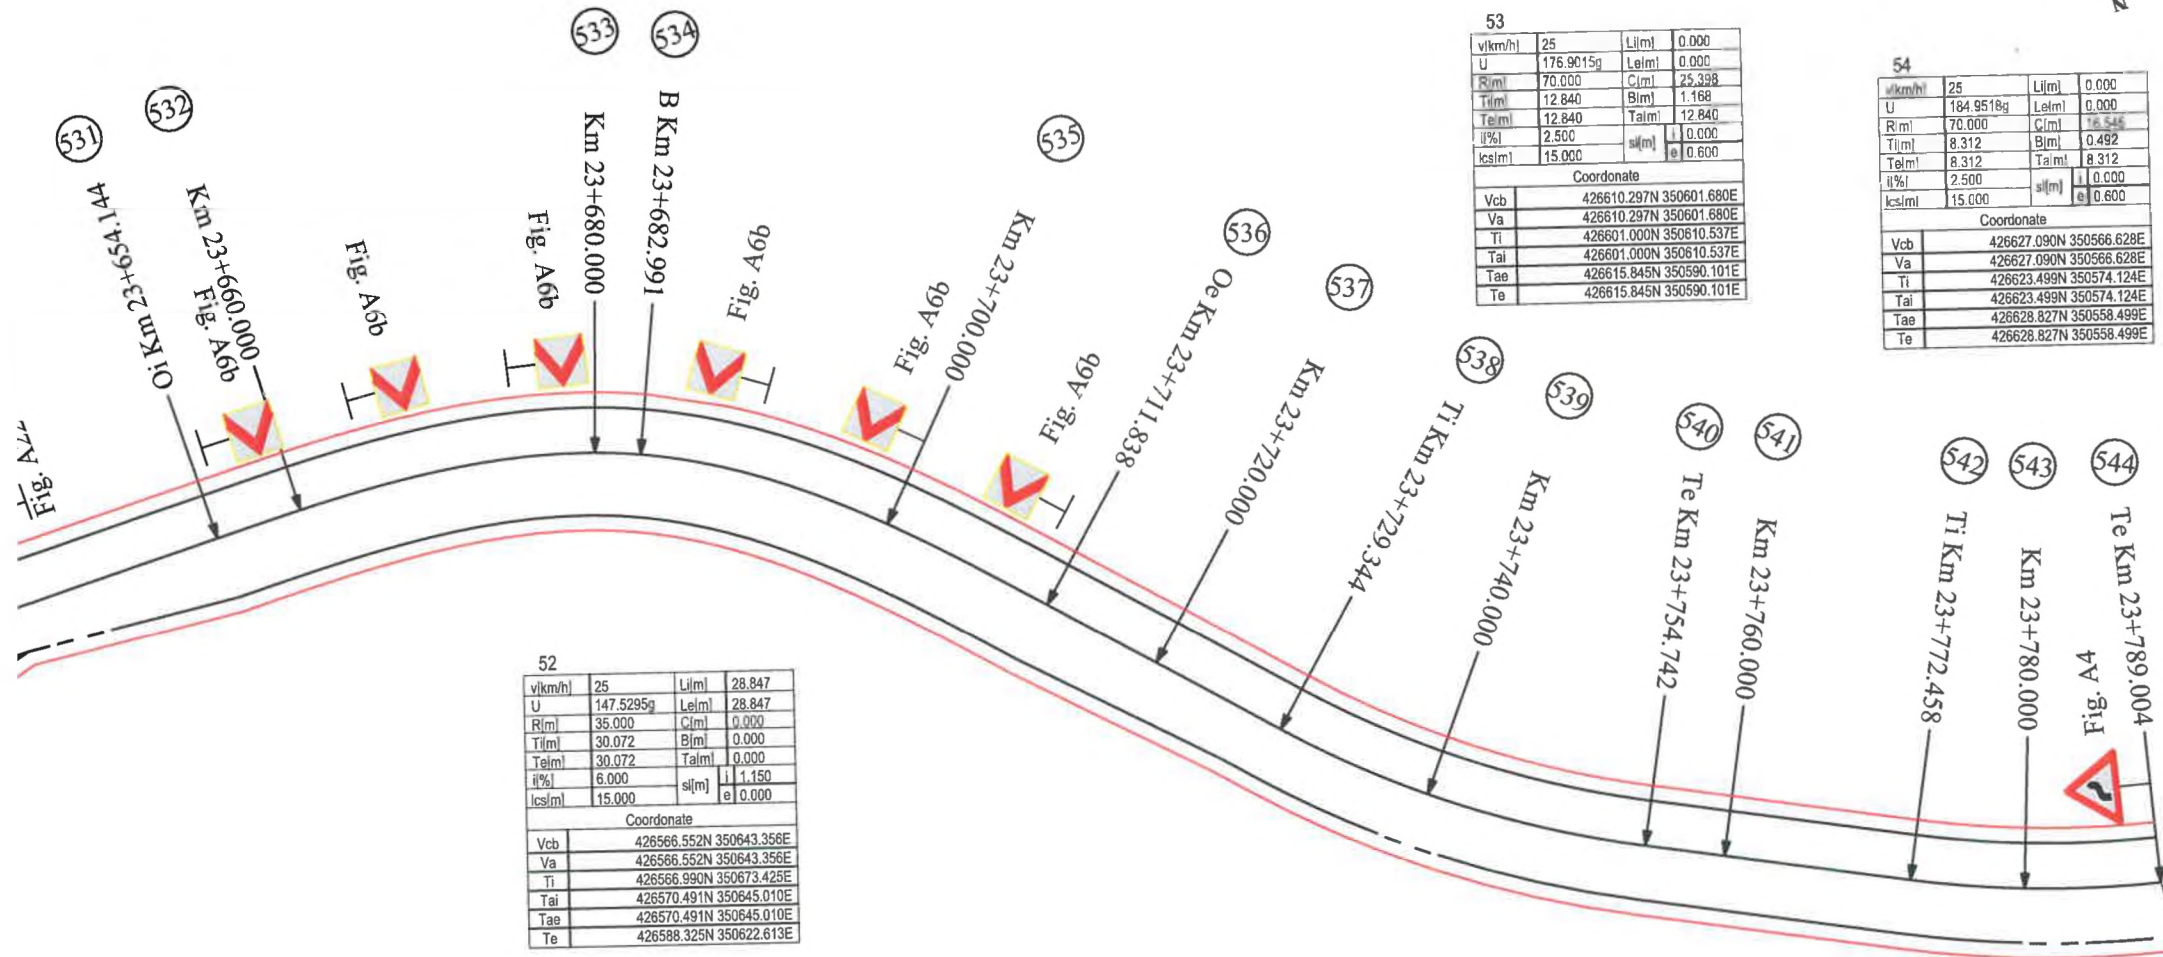 531
532
533
534
535
536
537
538
539
540
541
542
543
544
Oi Km 23+654.144
Km 23+660.000
Km 23+680.000
B Km 23+682.991
Km 23+700.000
Oe Km 23+711.838
Km 23+720.000
Ti Km 23+729.344
Km 23+740.000
Te Km 23+754.742
Km 23+760.000
Ti Km 23+772.458
Km 23+780.000
Te Km 23+789.004
Fig. A6b
Fig. A6b
Fig. A6b
Fig. A6b
Fig. A6b
Fig. A6b
Fig. A4
Fig.
N
52
v[km/h] 25 Li[m] 28.847
U 147.5295g Le[m] 28.847
R[m] 35.000 C[m] 0.000
Ti[m] 30.072 B[m] 0.000
Te[m] 30.072 Ta[m] 0.000
i[%] 6.000 sl[m] i 1.150
lcs[m] 15.000 e 0.000
Coordonate
Vcb 426566.552N 350643.356E
Va 426566.552N 350643.356E
Ti 426566.990N 350673.425E
Tai 426570.491N 350645.010E
Tae 426570.491N 350645.010E
Te 426588.325N 350622.613E
53
v[km/h] 25 Li[m] 0.000
U 176.9015g Le[m] 0.000
R[m] 70.000 C[m] 25.398
Ti[m] 12.840 B[m] 1.168
Te[m] 12.840 Ta[m] 12.840
i[%] 2.500 sl[m] i 0.000
lcs[m] 15.000 e 0.600
Coordonate
Vcb 426610.297N 350601.680E
Va 426610.297N 350601.680E
Ti 426601.000N 350610.537E
Tai 426601.000N 350610.537E
Tae 426615.845N 350590.101E
Te 426615.845N 350590.101E
54
v[km/h] 25 Li[m] 0.000
U 184.9518g Le[m] 0.000
R[m] 70.000 C[m] 16.546
Ti[m] 8.312 B[m] 0.492
Te[m] 8.312 Ta[m] 8.312
i[%] 2.500 sl[m] i 0.000
lcs[m] 15.000 e 0.600
Coordonate
Vcb 426627.090N 350566.628E
Va 426627.090N 350566.628E
Ti 426623.499N 350574.124E
Tai 426623.499N 350574.124E
Tae 426628.827N 350558.499E
Te 426628.827N 350558.499E